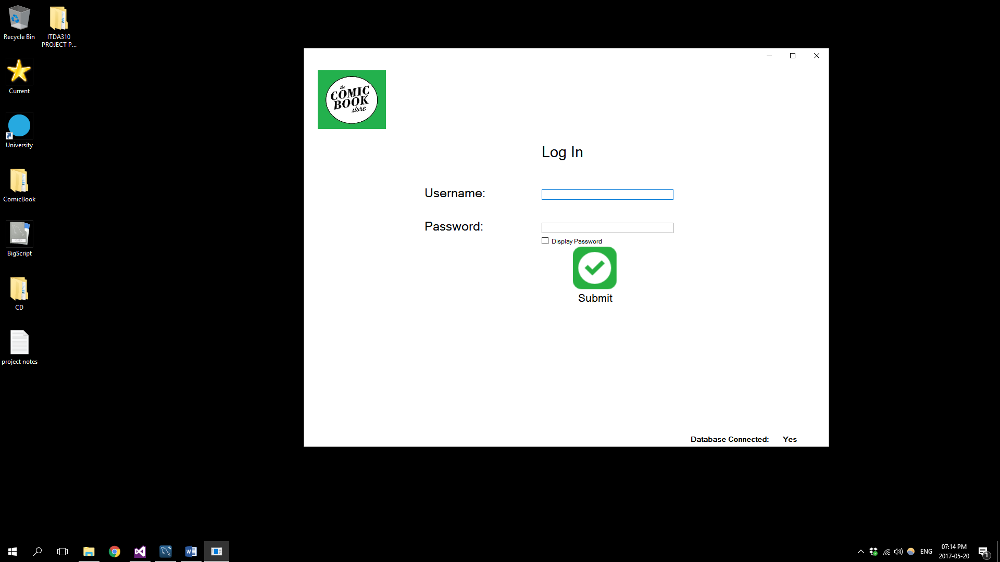 Recycle Bin
ITDA310
PROJECT P...
Current
University
ComicBook
BigScript
CD
project notes
the
COMIC
BOOK
store
Log In
Username:
Password:
Display Password
Submit
Database Connected: Yes
ENG
07:14 PM
2017-05-20
1